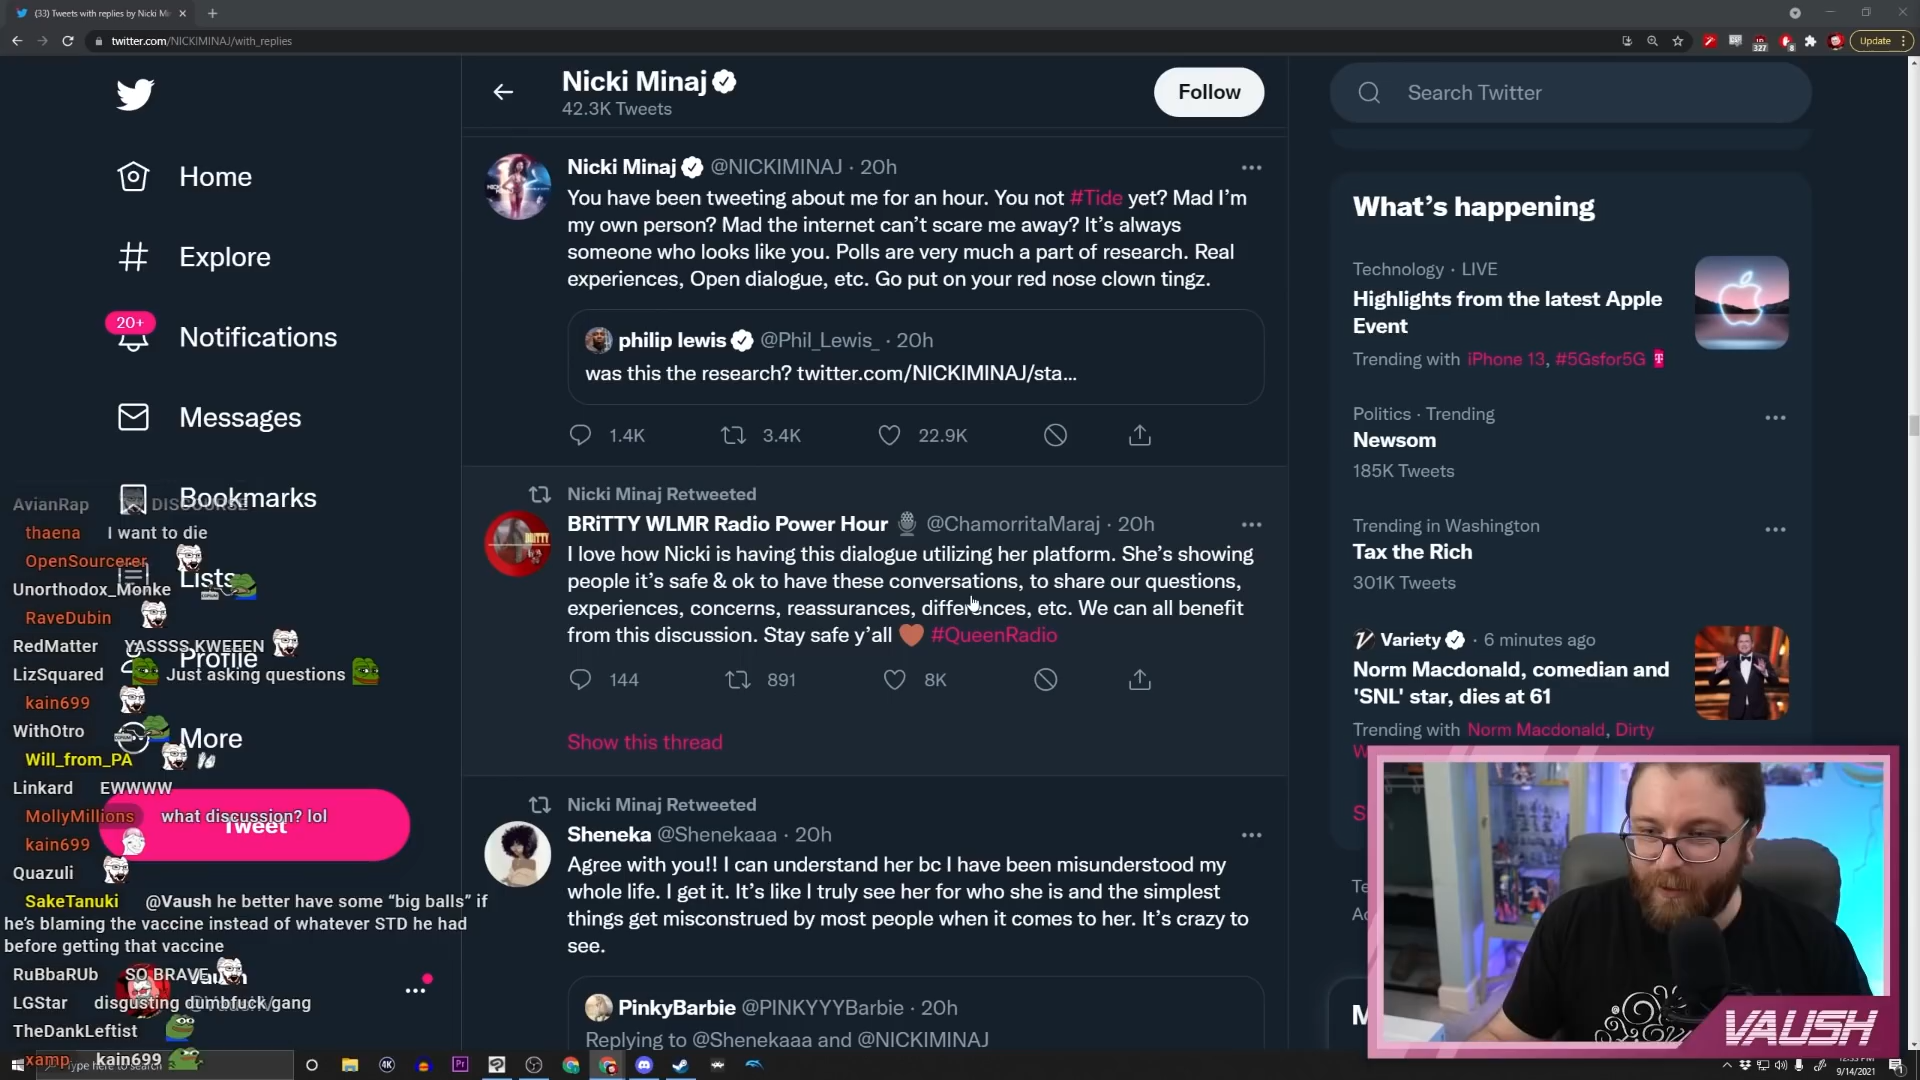 (33) Tweets with replies by Nicki Mi
twitter.com/NICKIMINAJ/with_replies
327
8
Update
Home
Explore
20+
Notifications
Messages
Bookmarks
Lists
Profile
More
Tweet
Nicki Minaj
42.3K Tweets
Follow
Nicki Minaj @NICKIMINAJ · 20h
You have been tweeting about me for an hour. You not #Tide yet? Mad I'm
my own person? Mad the internet can't scare me away? It's always
someone who looks like you. Polls are very much a part of research. Real
experiences, Open dialogue, etc. Go put on your red nose clown tingz.
philip lewis @Phil_Lewis_ · 20h
was this the research? twitter.com/NICKIMINAJ/sta...
1.4K 3.4K 22.9K
Nicki Minaj Retweeted
BRiTTY WLMR Radio Power Hour @ChamorritaMaraj · 20h
I love how Nicki is having this dialogue utilizing her platform. She's showing
people it's safe & ok to have these conversations, to share our questions,
experiences, concerns, reassurances, differences, etc. We can all benefit
from this discussion. Stay safe y'all #QueenRadio
144 891 8K
Show this thread
Nicki Minaj Retweeted
Sheneka @Shenekaaa · 20h
Agree with you!! I can understand her bc I have been misunderstood my
whole life. I get it. It's like I truly see her for who she is and the simplest
things get misconstrued by most people when it comes to her. It's crazy to
see.
PinkyBarbie @PINKYYYBarbie · 20h
Replying to @Shenekaaa and @NICKIMINAJ
Search Twitter
What's happening
Technology · LIVE
Highlights from the latest Apple
Event
Trending with iPhone 13, #5Gsfor5G
Politics · Trending
Newsom
185K Tweets
Trending in Washington
Tax the Rich
301K Tweets
Variety · 6 minutes ago
Norm Macdonald, comedian and
'SNL' star, dies at 61
Trending with Norm Macdonald, Dirty
AvianRap DISCOURSE
thaena I want to die
OpenSourcerer
Unorthodox_Monke
RaveDubin
RedMatter YASSSS KWEEEN
LizSquared Just asking questions
kain699
WithOtro
Will_from_PA
Linkard EWWWW
MollyMillions what discussion? lol
kain699
Quazuli
SakeTanuki @Vaush he better have some "big balls" if
he's blaming the vaccine instead of whatever STD he had
before getting that vaccine
RuBbaRUb SO BRAVE
LGStar disgusting dumbfuck/gang
TheDankLeftist
xamp kain699
VAUSH
Type here to search
9/14/2021